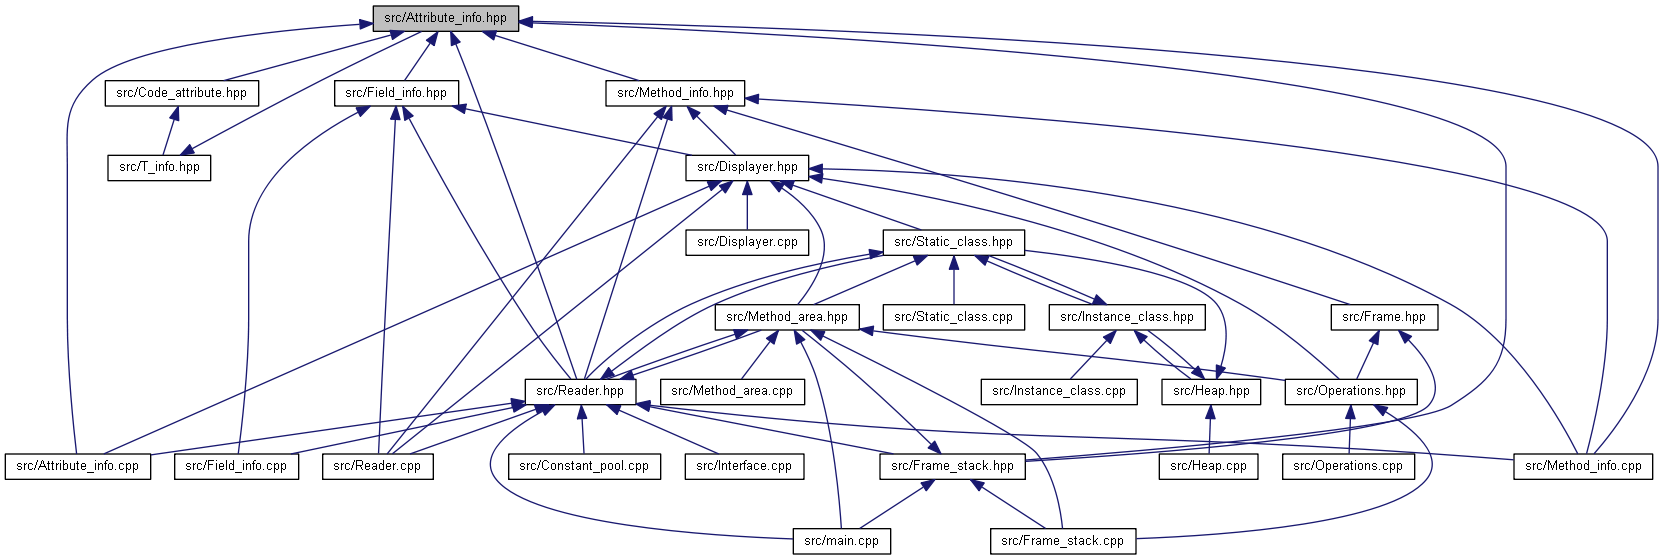 src/Attribute_info.hpp
src/Code_attribute.hpp
src/Field_info.hpp
src/Method_info.hpp
src/T_info.hpp
src/Displayer.hpp
src/Displayer.cpp
src/Static_class.hpp
src/Method_area.hpp
src/Static_class.cpp
src/Instance_class.hpp
src/Frame.hpp
src/Reader.hpp
src/Method_area.cpp
src/Instance_class.cpp
src/Heap.hpp
src/Operations.hpp
src/Attribute_info.cpp
src/Field_info.cpp
src/Reader.cpp
src/Constant_pool.cpp
src/Interface.cpp
src/Frame_stack.hpp
src/Heap.cpp
src/Operations.cpp
src/Method_info.cpp
src/main.cpp
src/Frame_stack.cpp